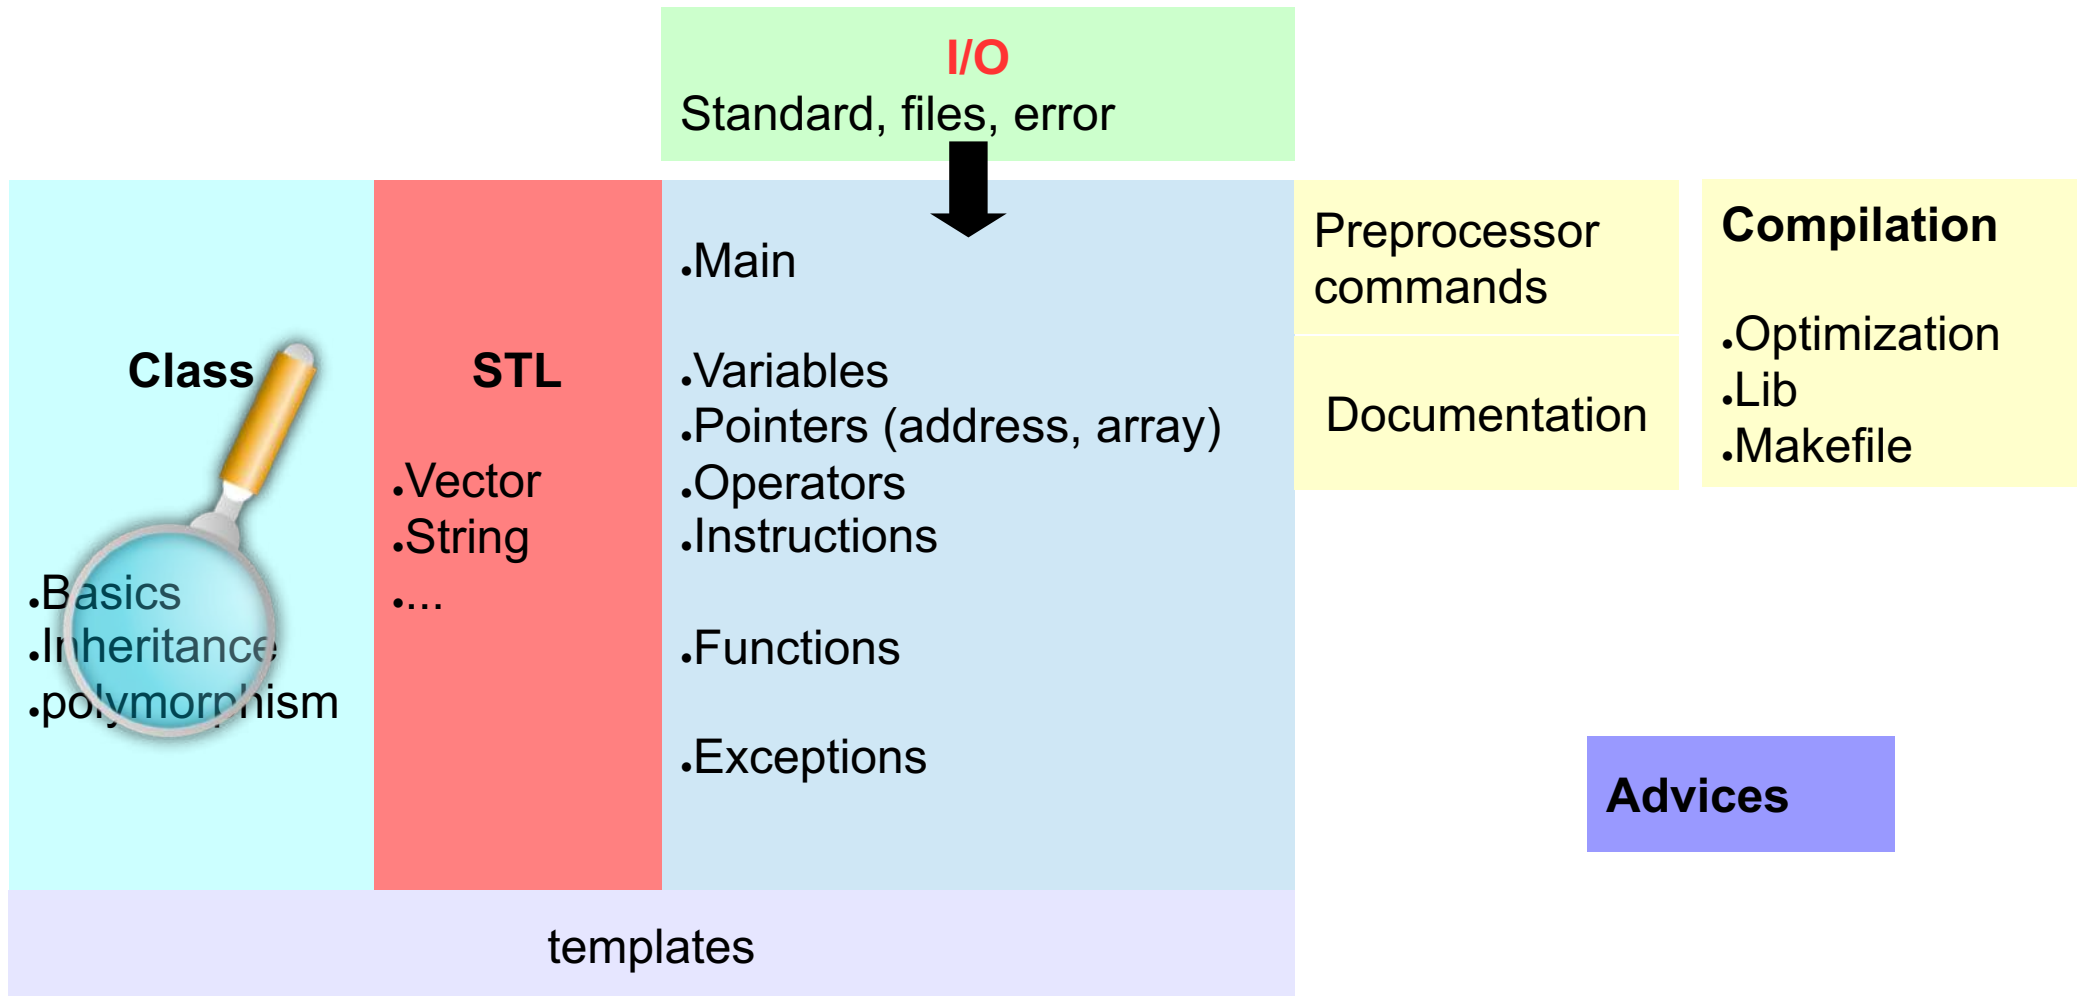 I/O
Standard, files, error
Class
●Basics
●Inheritance
●polymorphism
STL
●Vector
●String
●...
●Main
●Variables
●Pointers (address, array)
●Operators
●Instructions
●Functions
●Exceptions
Preprocessor
commands
Documentation
Compilation
●Optimization
●Lib
●Makefile
Advices
templates